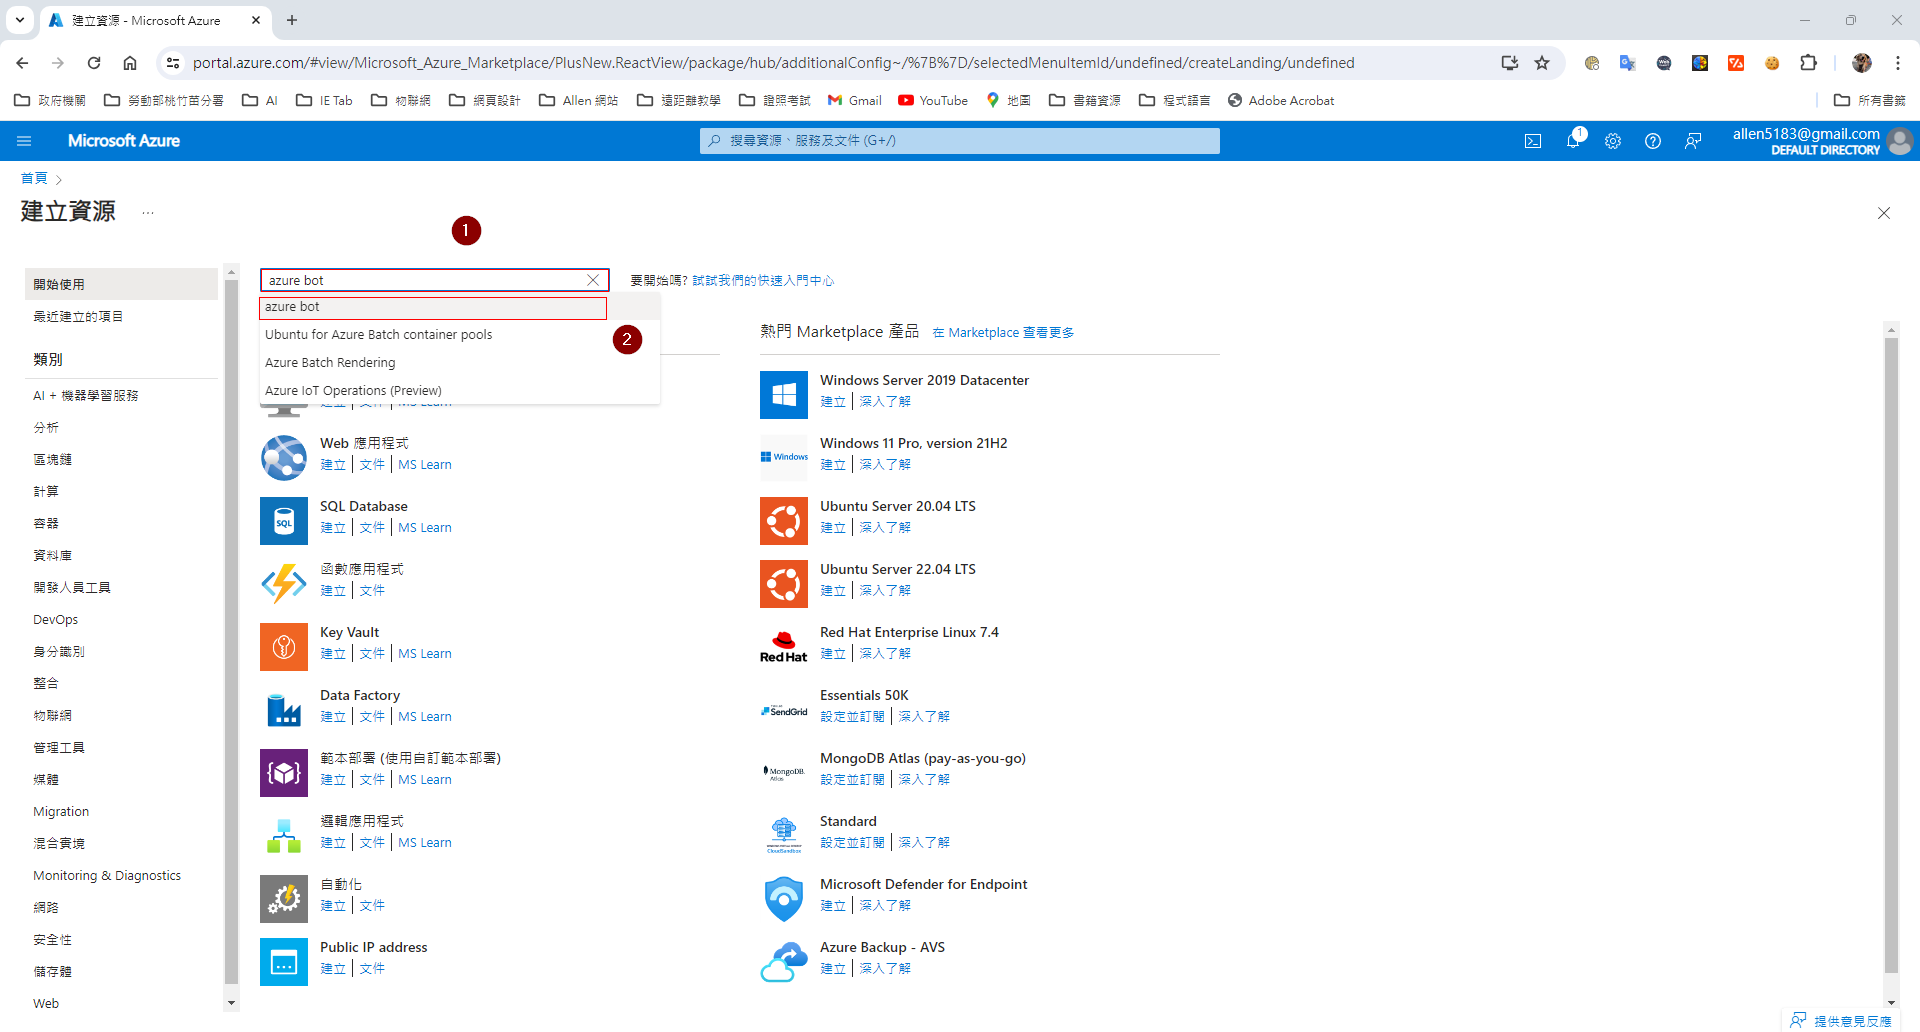 建立資源 - Microsoft Azure
portal.azure.com/#view/Microsoft_Azure_Marketplace/PlusNew.ReactView/package/hub/additionalConfig~/%7B%7D/selectedMenuItemId/undefined/createLanding/undefined
政府機關 勞動部桃竹苗分署 AI IE Tab 物聯網 網頁設計 Allen 網站 遠距離教學 證照考試 Gmail YouTube 地圖 書籍資源 程式語言 Adobe Acrobat 所有書籤
Microsoft Azure
搜尋資源、服務及文件 (G+/)
1
allen5183@gmail.com
DEFAULT DIRECTORY
首頁
建立資源 ...
1
開始使用
最近建立的項目
類別
AI + 機器學習服務
分析
區塊鏈
計算
容器
資料庫
開發人員工具
DevOps
身分識別
整合
物聯網
管理工具
媒體
Migration
混合實境
Monitoring & Diagnostics
網路
安全性
儲存體
Web
azure bot
要開始嗎? 試試我們的快速入門中心
azure bot
Ubuntu for Azure Batch container pools
2
Azure Batch Rendering
Azure IoT Operations (Preview)
建立 文件 MS Learn
Web 應用程式
建立 文件 MS Learn
SQL
SQL Database
建立 文件 MS Learn
函數應用程式
建立 文件
Key Vault
建立 文件 MS Learn
Data Factory
建立 文件 MS Learn
範本部署 (使用自訂範本部署)
建立 文件 MS Learn
邏輯應用程式
建立 文件 MS Learn
自動化
建立 文件
Public IP address
建立 文件
熱門 Marketplace 產品 在 Marketplace 查看更多
Windows Server 2019 Datacenter
建立 深入了解
Windows
Windows 11 Pro, version 21H2
建立 深入了解
Ubuntu Server 20.04 LTS
建立 深入了解
Ubuntu Server 22.04 LTS
建立 深入了解
Red Hat
Red Hat Enterprise Linux 7.4
建立 深入了解
SendGrid
Essentials 50K
設定並訂閱 深入了解
MongoDB.
Atlas
MongoDB Atlas (pay-as-you-go)
設定並訂閱 深入了解
CloudSandbox
Standard
設定並訂閱 深入了解
Microsoft Defender for Endpoint
建立 深入了解
Azure Backup - AVS
建立 深入了解
提供意見反應